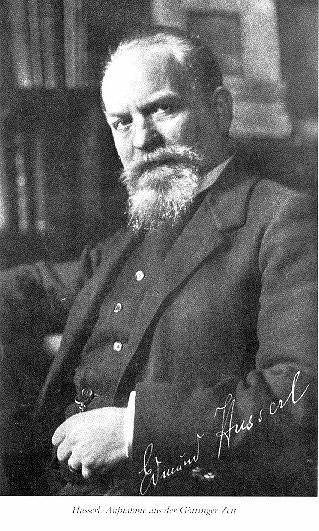 Edmund Husserl
Husserl. Aufnahme aus der Göttinger Zeit